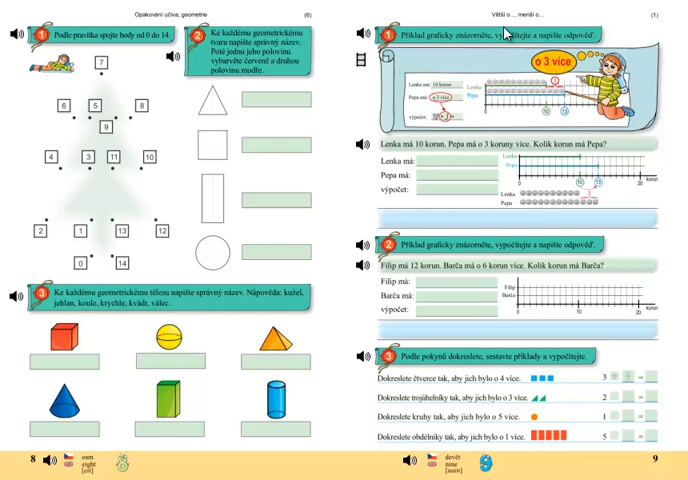 Opakování učiva; geometrie
(6)
1
Podle pravítka spojte body od 0 do 14.
7
6
5
8
9
4
3
11
10
2
1
13
12
0
14
2
Ke každému geometrickému
tvaru napište správný název.
Poté jednu jeho polovinu
vybarvěte červeně a druhou
polovinu modře.
3
Ke každému geometrickému tělesu napište správný název. Nápověda: kužel,
jehlan, koule, krychle, kvádr, válec.
8
osm
eight
[eit]
8
Větší o..., menší o...
(1)
1
Příklad graficky znázorněte, vypočítejte a napište odpověď.
o 3 více
Lenka má: 10 korun
Pepa má: o 3 více
výpočet: 10 + 3 =
Lenka
Pepa
3
0
10
13
Lenka má 10 korun. Pepa má o 3 koruny více. Kolik korun má Pepa?
Lenka má:
Pepa má:
výpočet:
Lenka
Pepa
0
10
13
20
korun
Lenka
Pepa
3
2
Příklad graficky znázorněte, vypočítejte a napište odpověď.
Filip má 12 korun. Barča má o 6 korun více. Kolik korun má Barča?
Filip má:
Barča má:
výpočet:
Filip
Barča
0
10
20
korun
3
Podle pokynů dokreslete, sestavte příklady a vypočítejte.
Dokreslete čtverce tak, aby jich bylo o 4 více.
3
=
Dokreslete trojúhelníky tak, aby jich bylo o 3 více.
2
=
Dokreslete kruhy tak, aby jich bylo o 5 více.
1
=
Dokreslete obdélníky tak, aby jich bylo o 1 více.
5
=
devět
nine
[nain]
9
9